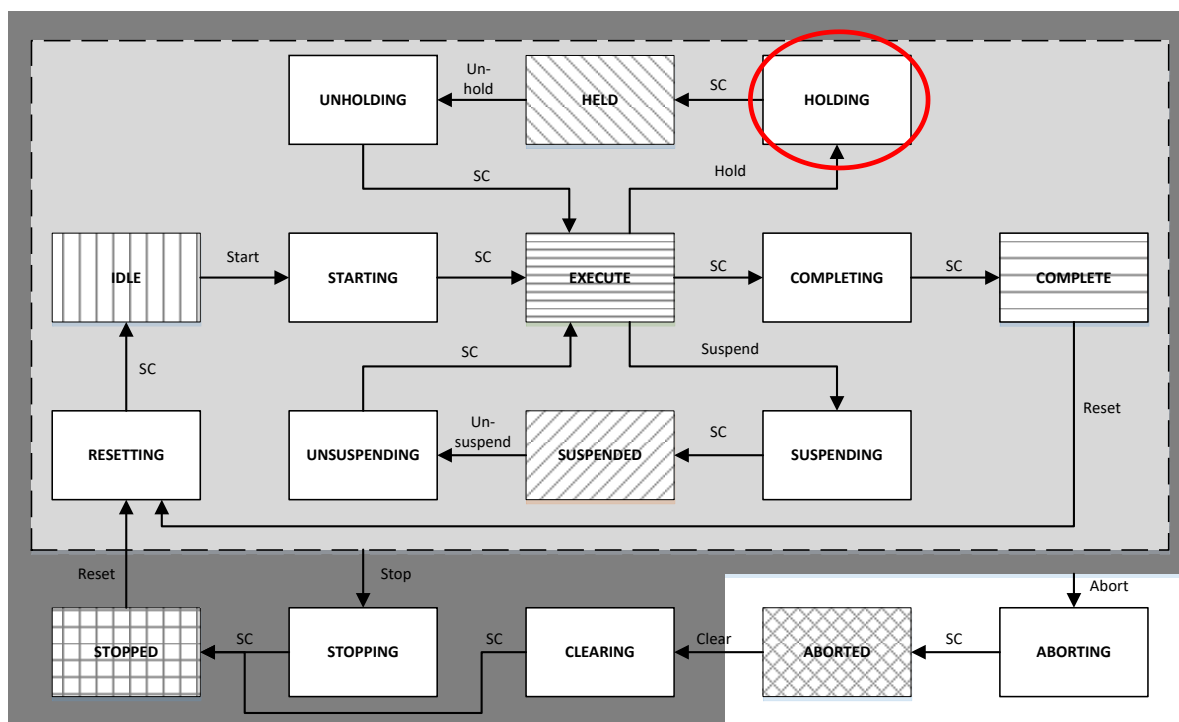 Un-
hold
SC
UNHOLDING
HELD
HOLDING
SC
Hold
Start
SC
SC
SC
IDLE
STARTING
EXECUTE
COMPLETING
COMPLETE
SC
Suspend
SC
Un-
suspend
SC
Reset
RESETTING
UNSUSPENDING
SUSPENDED
SUSPENDING
Reset
Stop
Abort
SC
SC
Clear
SC
STOPPED
STOPPING
CLEARING
ABORTED
ABORTING